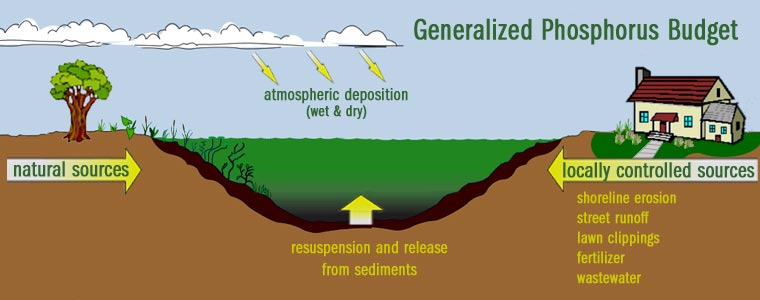 Generalized Phosphorus Budget
atmospheric deposition
(wet & dry)
natural sources
locally controlled sources
shoreline erosion
street runoff
lawn clippings
fertilizer
wastewater
resuspension and release
from sediments